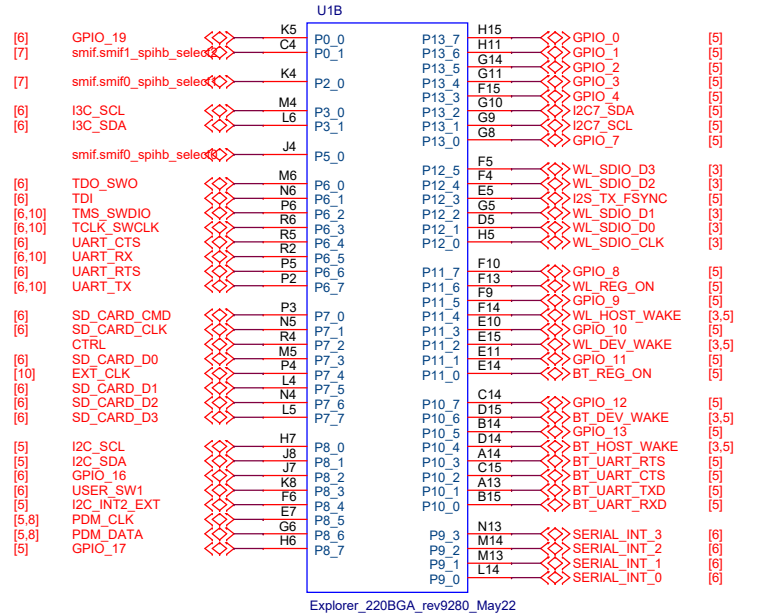 U1B
[6] GPIO_19 K5 P0_0
[7] C4 P0_1
[7] K4 P2_0
[6] I3C_SCL M4 P3_0
[6] I3C_SDA L6 P3_1
J4 P5_0
[6] TDO_SWO M6 P6_0
[6] TDI N6 P6_1
[6,10] TMS_SWDIO P6 P6_2
[6,10] TCLK_SWCLK R6 P6_3
[6] UART_CTS R5 P6_4
[6,10] UART_RX R2 P6_5
[6] UART_RTS P5 P6_6
[6,10] UART_TX P2 P6_7
[6] SD_CARD_CMD P3 P7_0
[6] SD_CARD_CLK N5 P7_1
CTRL R4 P7_2
[6] SD_CARD_D0 M5 P7_3
[10] EXT_CLK P4 P7_4
[6] SD_CARD_D1 L4 P7_5
[6] SD_CARD_D2 N4 P7_6
[6] SD_CARD_D3 L5 P7_7
[5] I2C_SCL H7 P8_0
[5] I2C_SDA J8 P8_1
[6] GPIO_16 J7 P8_2
[6] USER_SW1 K8 P8_3
[5] I2C_INT2_EXT F6 P8_4
[5,8] PDM_CLK E7 P8_5
[5,8] PDM_DATA G6 P8_6
[5] GPIO_17 H6 P8_7
P13_7 H15 GPIO_0 [5]
P13_6 H11 GPIO_1 [5]
P13_5 G14 GPIO_2 [5]
P13_4 G11 GPIO_3 [5]
P13_3 F15 GPIO_4 [5]
P13_2 G10 I2C7_SDA [5]
P13_1 G9 I2C7_SCL [5]
P13_0 G8 GPIO_7 [5]
P12_5 F5 WL_SDIO_D3 [3]
P12_4 F4 WL_SDIO_D2 [3]
P12_3 E5 I2S_TX_FSYNC [5]
P12_2 G5 WL_SDIO_D1 [3]
P12_1 D5 WL_SDIO_D0 [3]
P12_0 H5 WL_SDIO_CLK [3]
P11_7 F10 GPIO_8 [5]
P11_6 F13 WL_REG_ON [5]
P11_5 F9 GPIO_9 [5]
P11_4 F14 WL_HOST_WAKE [3,5]
P11_3 E10 GPIO_10 [5]
P11_2 E15 WL_DEV_WAKE [3,5]
P11_1 E11 GPIO_11 [5]
P11_0 E14 BT_REG_ON [5]
P10_7 C14 GPIO_12 [5]
P10_6 D15 BT_DEV_WAKE [3,5]
P10_5 B14 GPIO_13 [5]
P10_4 D14 BT_HOST_WAKE [3,5]
P10_3 A14 BT_UART_RTS [5]
P10_2 C15 BT_UART_CTS [5]
P10_1 A13 BT_UART_TXD [5]
P10_0 B15 BT_UART_RXD [5]
P9_3 N13 SERIAL_INT_3 [6]
P9_2 M14 SERIAL_INT_2 [6]
P9_1 M13 SERIAL_INT_1 [6]
P9_0 L14 SERIAL_INT_0 [6]
Explorer_220BGA_rev9280_May22